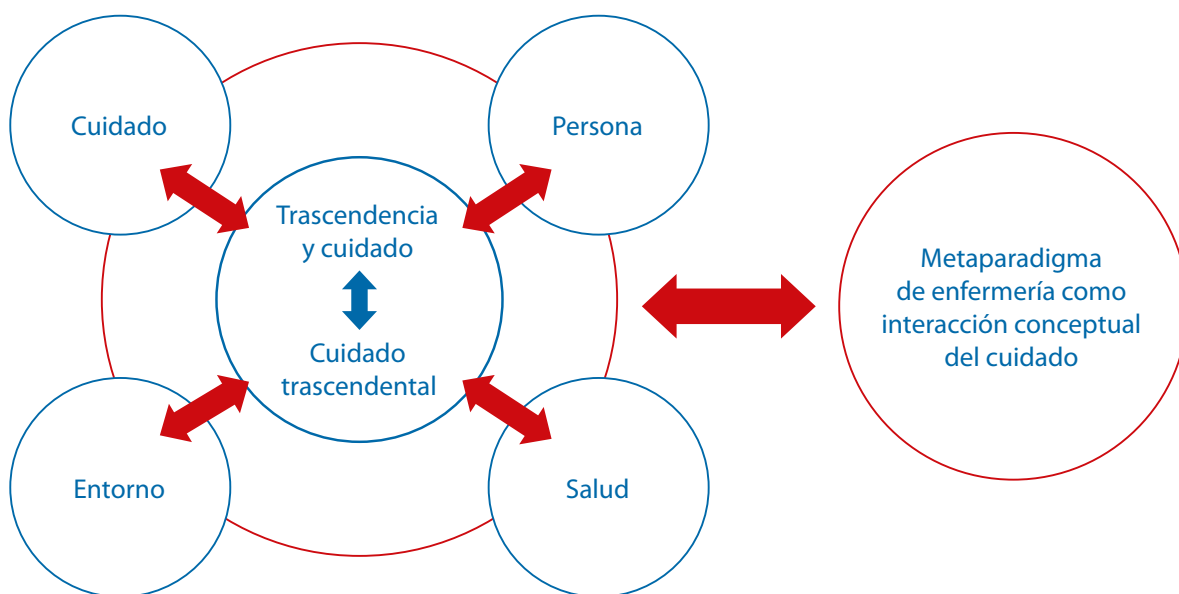 Cuidado
Persona
Trascendencia
y cuidado
Cuidado
trascendental
Entorno
Salud
Metaparadigma
de enfermería como
interacción conceptual
del cuidado